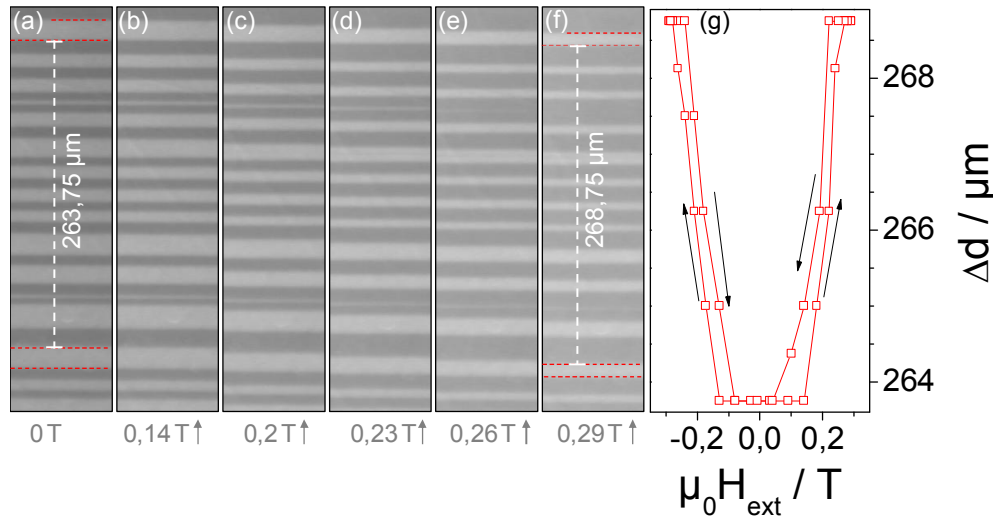 (a) (b) (c) (d) (e) (f) (g)
263,75 µm
268,75 µm
268
266
264
Δd / µm
0 T 0,14 T↑ 0,2 T↑ 0,23 T↑ 0,26 T↑ 0,29 T↑
-0,2 0,0 0,2
µ₀Hₑₓₜ / T